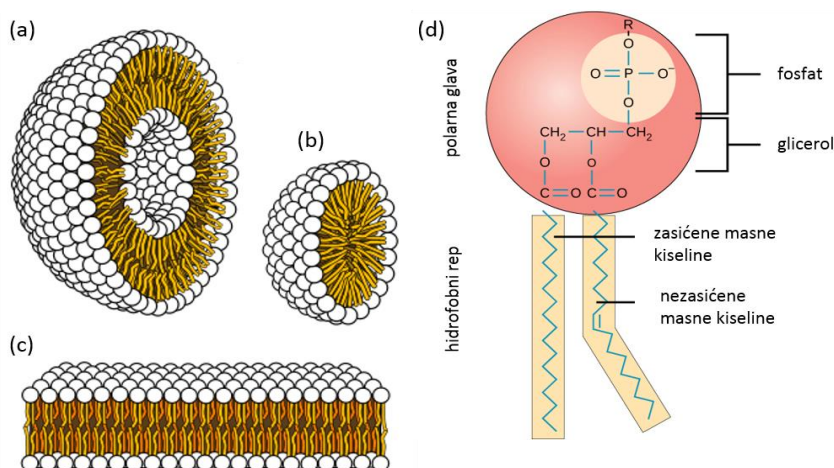 (a)
(b)
(c)
(d)
polarna glava
hidrofobni rep
R
O
O=P-O⁻
O
CH₂-CH-CH₂
O O
C=O C=O
fosfat
glicerol
zasićene masne
kiseline
nezasićene
masne kiseline